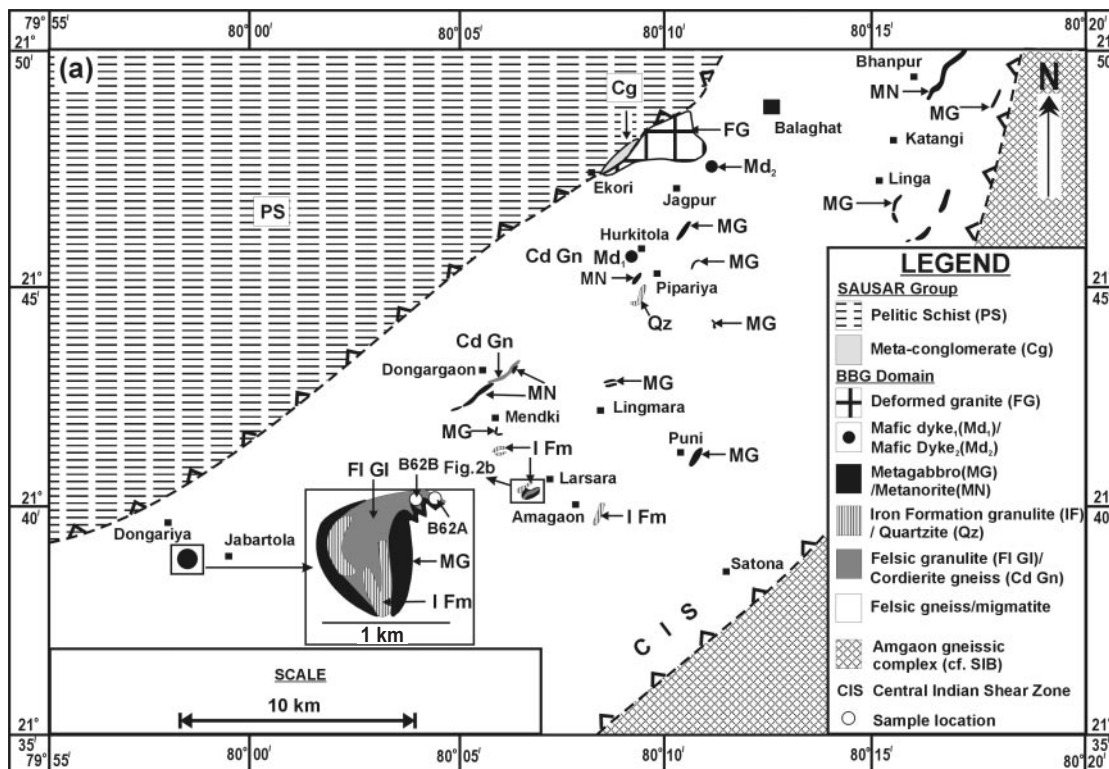 79° 55′
80° 00′
80° 05′
80° 10′
80° 15′
80° 20′
21° 50′
21° 50′
(a)
Cg
Bhanpur
MN
N
MG
FG
Balaghat
Katangi
Md2
Ekori
Linga
Jagpur
PS
MG
MG
Hurkitola
Cd Gn
Md1
MG
MN
Pipariya
21° 45′
21° 45′
Qz
MG
Cd Gn
Dongargaon
MG
MN
Lingmara
Mendki
MG
Puni
I Fm
MG
Fl Gl
B62B
Fig.2b
Larsara
B62A
Amagaon
I Fm
21° 40′
21° 40′
Dongariya
Jabartola
MG
Satona
I Fm
1 km
C I S
SCALE
10 km
LEGEND
SAUSAR Group
Pelitic Schist (PS)
Meta-conglomerate (Cg)
BBG Domain
Deformed granite (FG)
Mafic dyke1(Md1)/
Mafic Dyke2(Md2)
Metagabbro(MG)
/Metanorite(MN)
Iron Formation granulite (IF)
/ Quartzite (Qz)
Felsic granulite (Fl Gl)/
Cordierite gneiss (Cd Gn)
Felsic gneiss/migmatite
Amgaon gneissic
complex (cf. SIB)
CIS Central Indian Shear Zone
Sample location
21° 35′
21° 35′
79° 55′
80° 00′
80° 05′
80° 10′
80° 15′
80° 20′